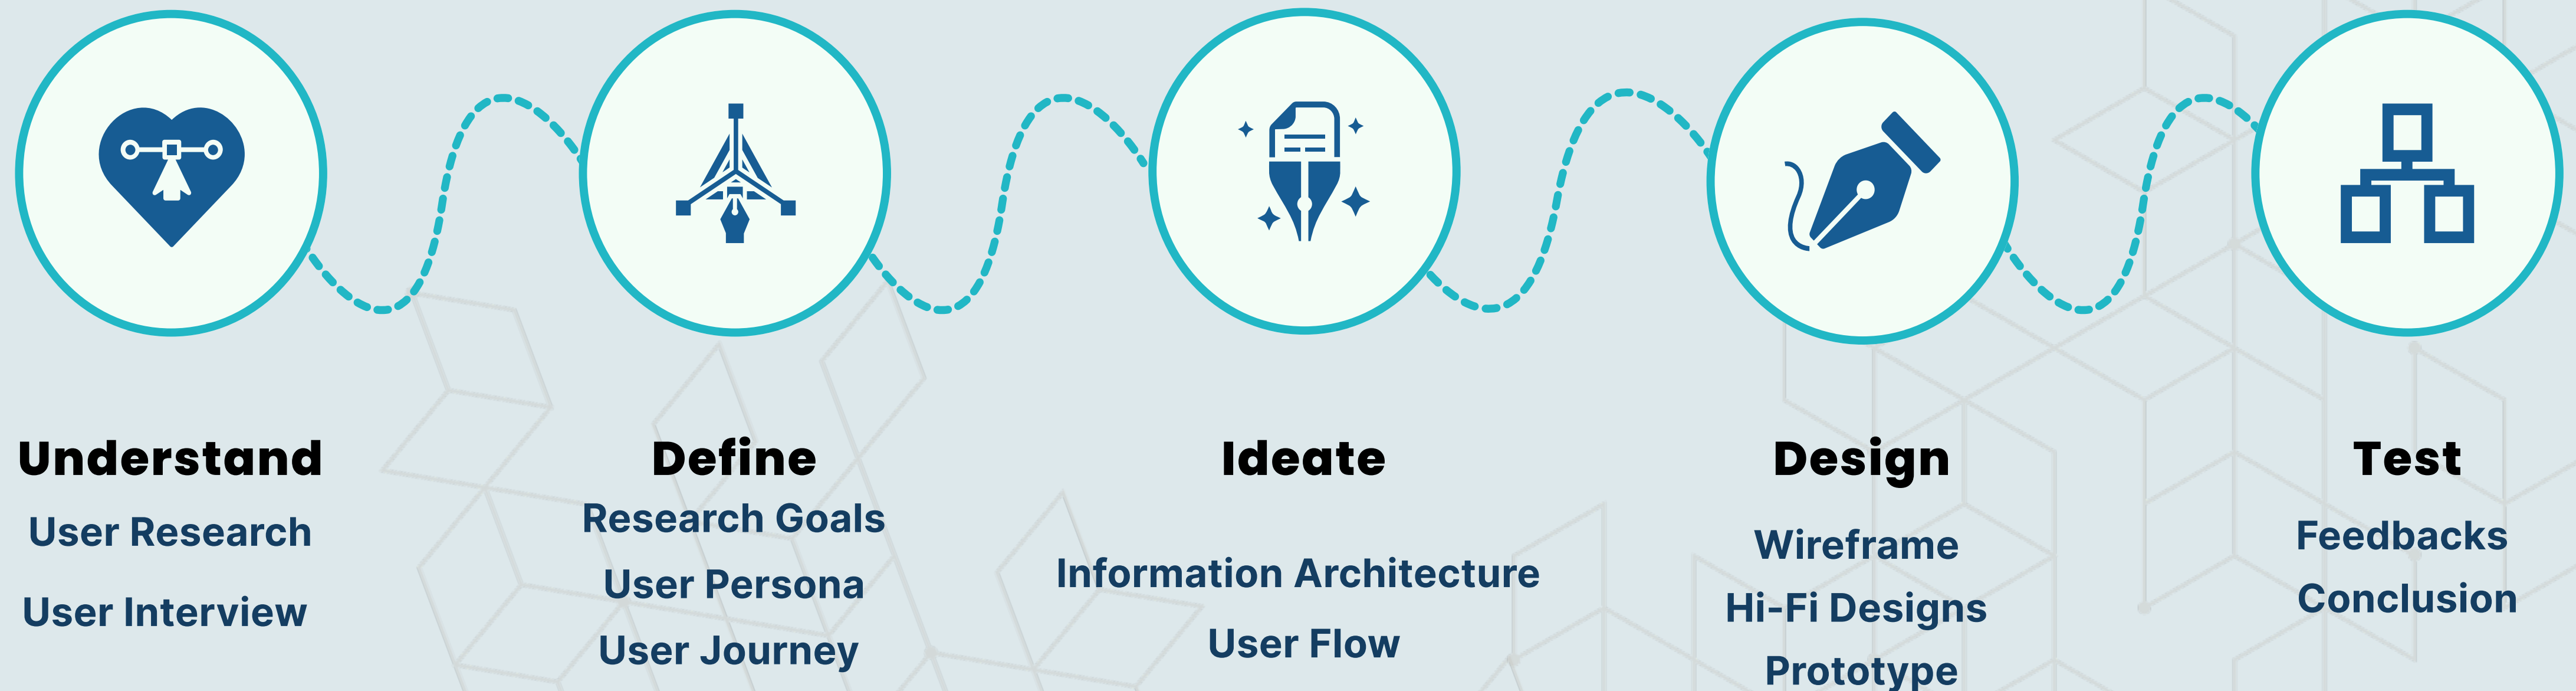 Understand
User Research
User Interview
Define
Research Goals
User Persona
User Journey
Ideate
Information Architecture
User Flow
Design
Wireframe
Hi-Fi Designs
Prototype
Test
Feedbacks
Conclusion